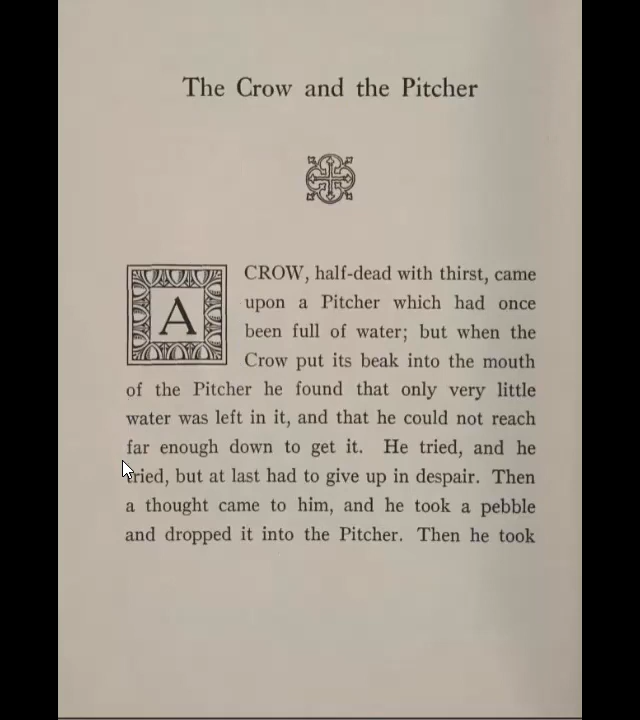 The Crow and the Pitcher
A CROW, half-dead with thirst, came
upon a Pitcher which had once
been full of water; but when the
Crow put its beak into the mouth
of the Pitcher he found that only very little
water was left in it, and that he could not reach
far enough down to get it. He tried, and he
tried, but at last had to give up in despair. Then
a thought came to him, and he took a pebble
and dropped it into the Pitcher. Then he took